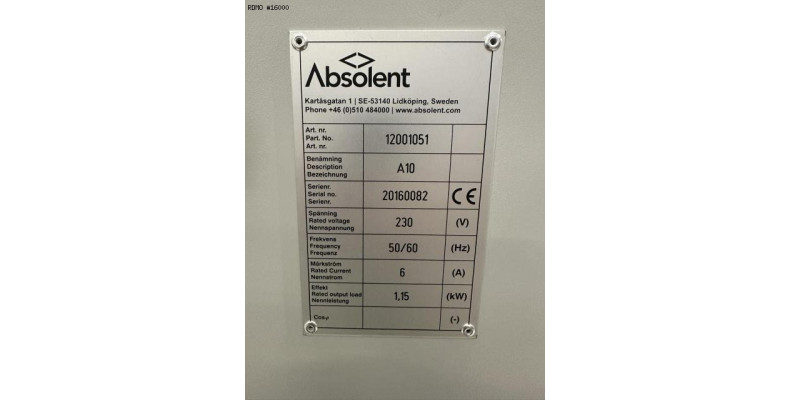 RDMO #16000
Absolent
Kartåsgatan 1 | SE-53140 Lidköping, Sweden
Phone +46 (0)510 484000 | www.absolent.com
Art. nr.
Part. No.
Art. nr.
12001051
Benämning
Description
Bezeichnung
A10
Serienr.
Serial no.
Serienr.
20160082
CE
Spänning
Rated voltage
Nennspannung
230
(V)
Frekvens
Frequency
Frequenz
50/60
(Hz)
Märkström
Rated Current
Nennstrom
6
(A)
Effekt
Rated output load
Nennleistung
1,15
(kW)
Cosφ
(-)